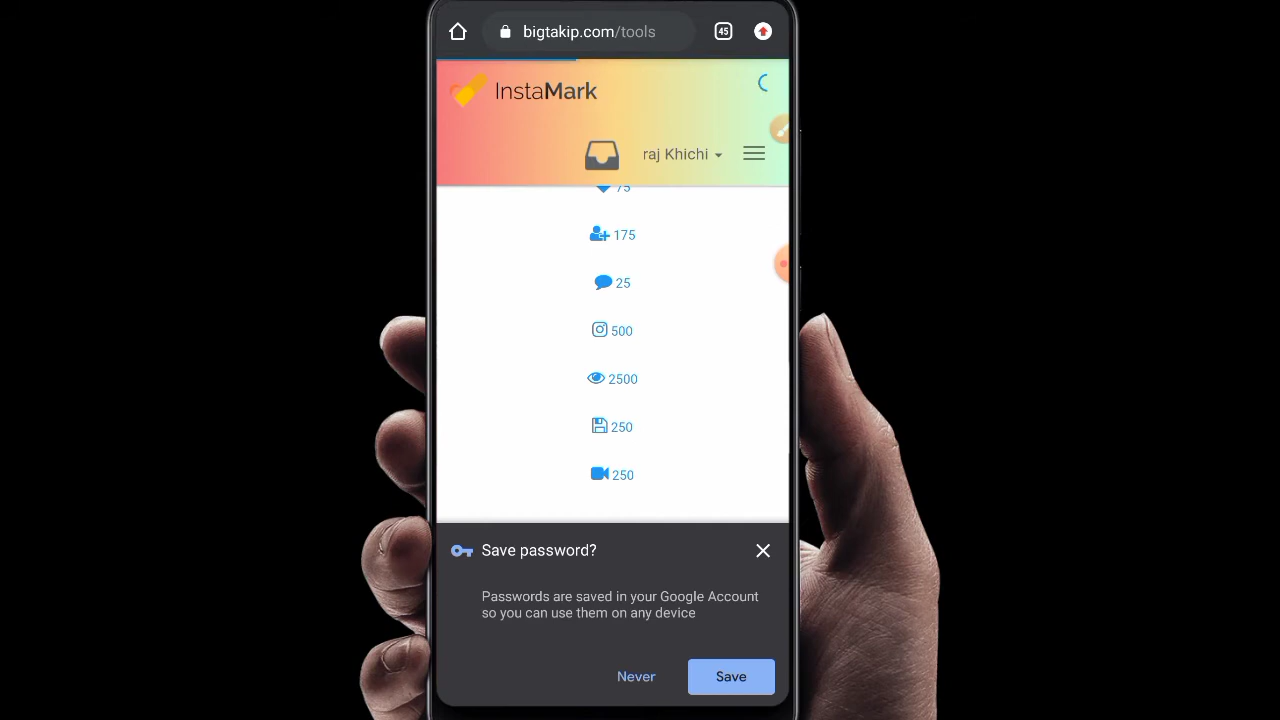 bigtakip.com/tools
45
InstaMark
raj Khichi
75
175
25
500
2500
250
250
Save password?
Passwords are saved in your Google Account
so you can use them on any device
Never
Save